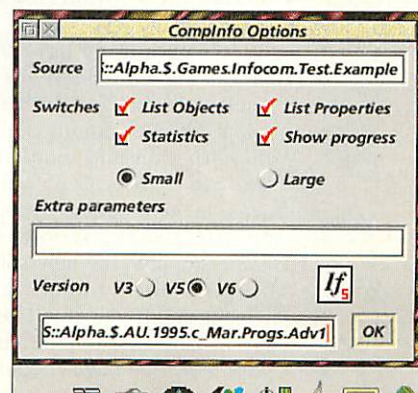 CompInfo Options
Source S::Alpha.$.Games.Infocom.Test.Example
Switches List Objects List Properties
Statistics Show progress
Small Large
Extra parameters
Version V3 V5 V6 If5
S::Alpha.$.AU.1995.c_Mar.Progs.Adv1 OK